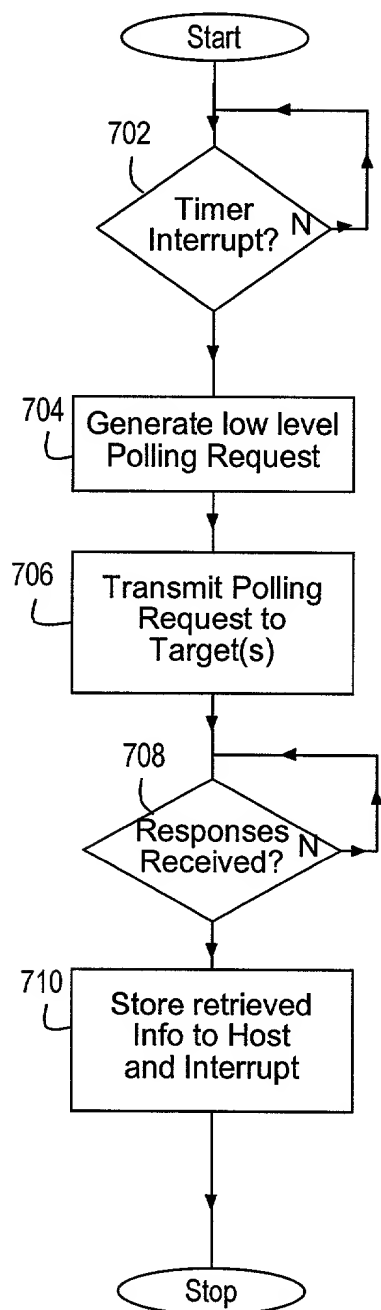 Start
702
Timer
Interrupt?
N
704
Generate low level
Polling Request
706
Transmit Polling
Request to
Target(s)
708
Responses
Received?
N
710
Store retrieved
Info to Host
and Interrupt
Stop